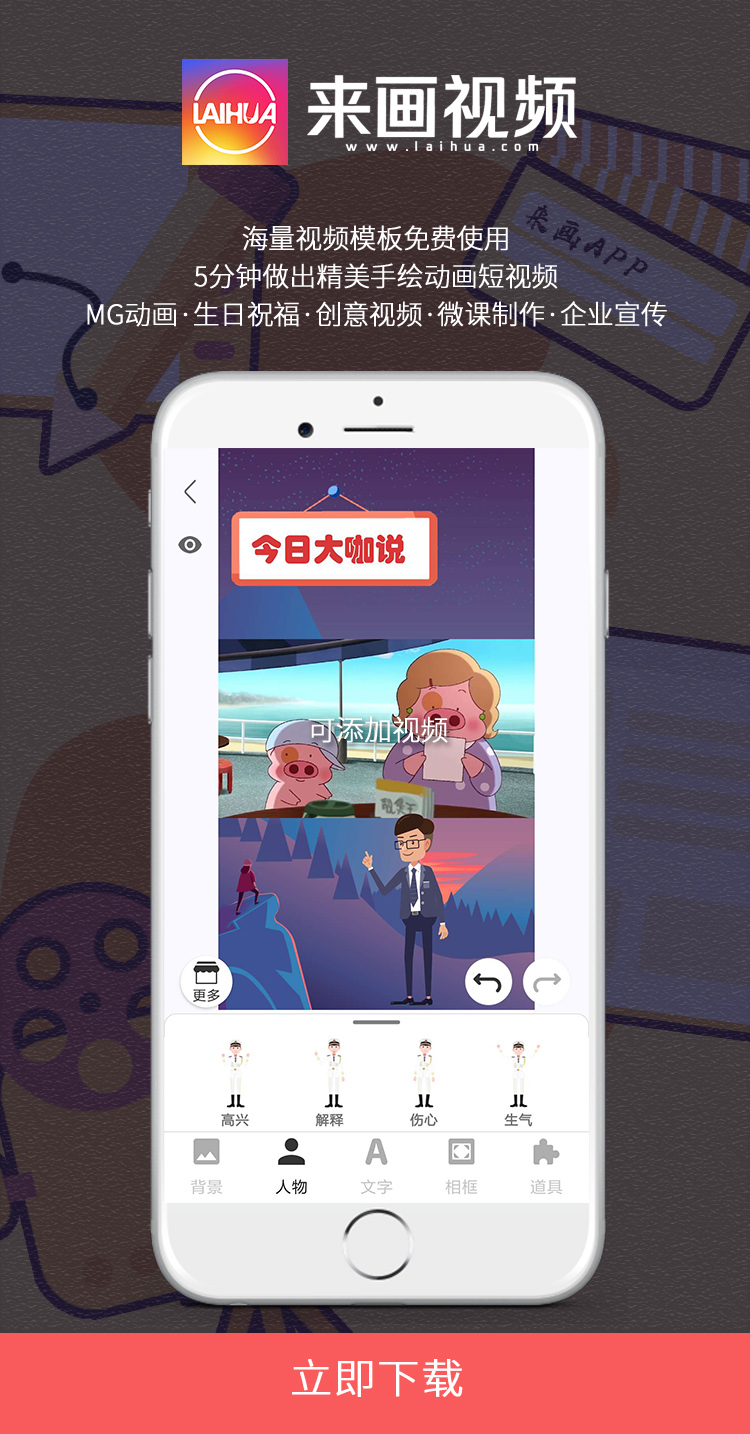 LAIHUA
来画视频
www.laihua.com
来画APP
海量视频模板免费使用
5分钟做出精美手绘动画短视频
MG动画·生日祝福·创意视频·微课制作·企业宣传
今日大咖说
可添加视频
更多
高兴 解释 伤心 生气
背景 人物 文字 相框 道具
立即下载